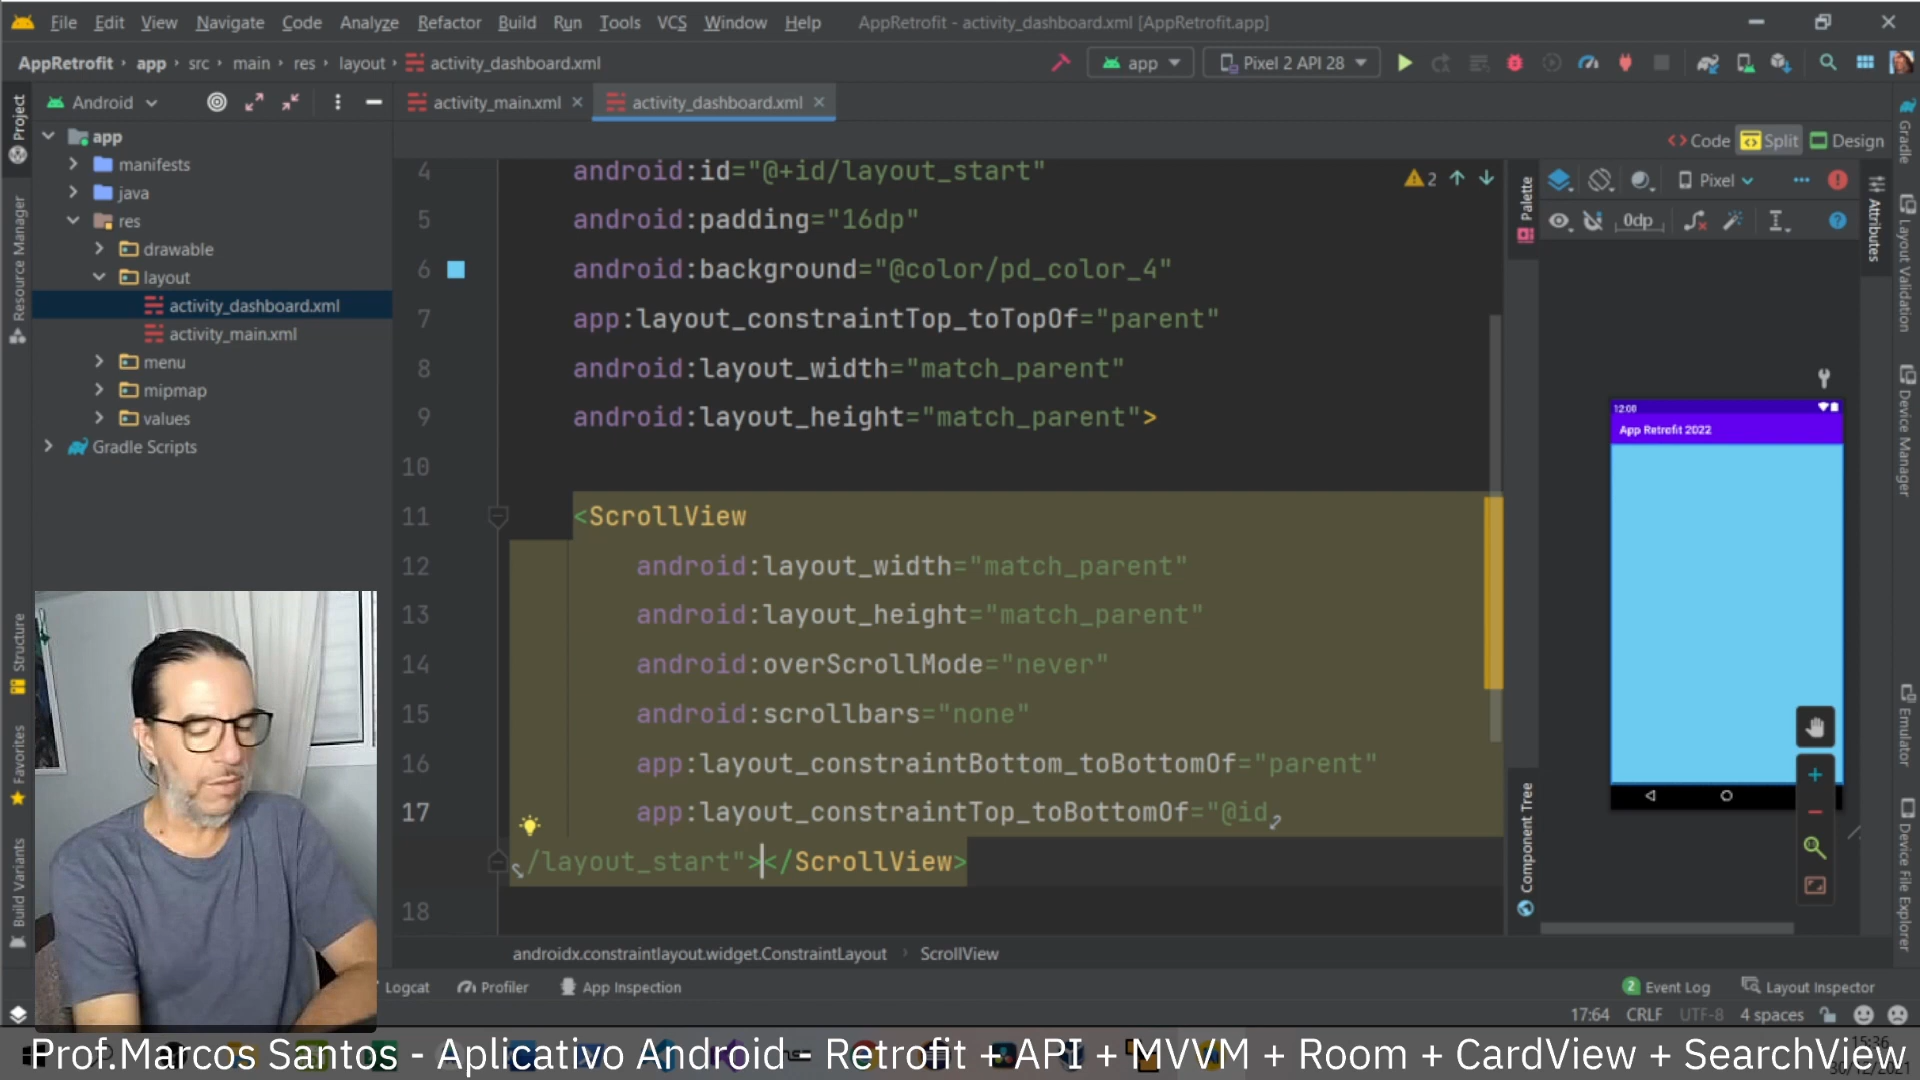 File Edit View Navigate Code Analyze Refactor Build Run Tools VCS Window Help AppRetrofit - activity_dashboard.xml [AppRetrofit.app]
AppRetrofit app src main res layout activity_dashboard.xml app Pixel 2 API 28
Android activity_main.xml activity_dashboard.xml
Code Split Design
Project
Resource Manager
Structure
Favorites
Build Variants
app
manifests
java
res
drawable
layout
activity_dashboard.xml
activity_main.xml
menu
mipmap
values
Gradle Scripts
4 android:id="@+id/layout_start"
5 android:padding="16dp"
6 android:background="@color/pd_color_4"
7 app:layout_constraintTop_toTopOf="parent"
8 android:layout_width="match_parent"
9 android:layout_height="match_parent">
10
11 <ScrollView
12 android:layout_width="match_parent"
13 android:layout_height="match_parent"
14 android:overScrollMode="never"
15 android:scrollbars="none"
16 app:layout_constraintBottom_toBottomOf="parent"
17 app:layout_constraintTop_toBottomOf="@id
/layout_start"></ScrollView>
18
2
Palette
Component Tree
Pixel
0dp
12:00
App Retrofit 2022
Attributes
Gradle
Layout Validation
Device Manager
Emulator
Device File Explorer
androidx.constraintlayout.widget.ConstraintLayout ScrollView
Logcat Profiler App Inspection 2 Event Log Layout Inspector
17:64 CRLF UTF-8 4 spaces
Prof.Marcos Santos - Aplicativo Android - Retrofit + API + MVVM + Room + CardView + SearchView
15:36
30/12/2021